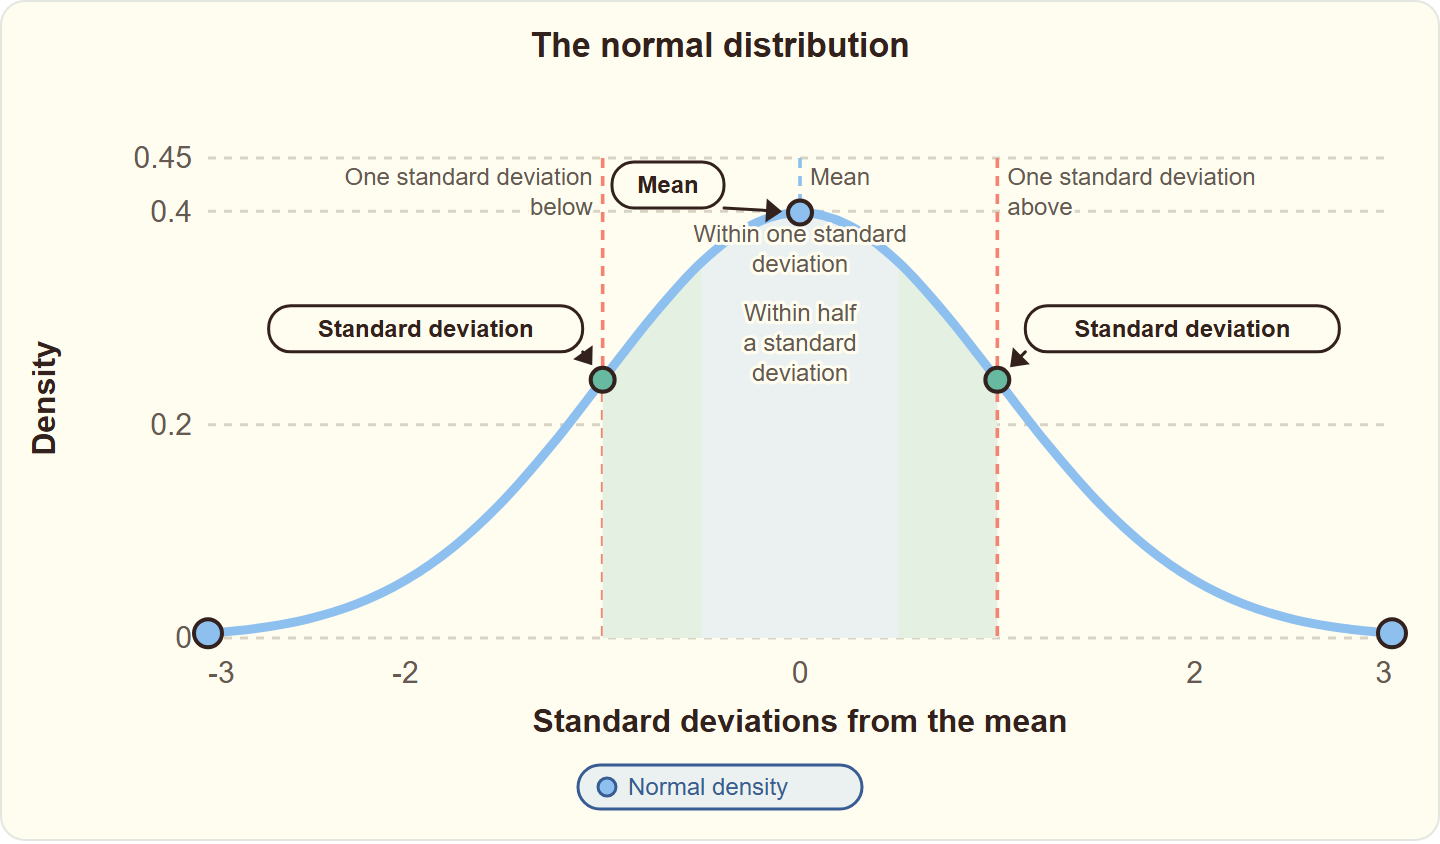 The normal distribution
0.45
One standard deviation
below
Mean
Mean
One standard deviation
above
0.4
Within one standard
deviation
Within half
a standard
deviation
Standard deviation
Standard deviation
Density
0.2
0
-3
-2
0
2
3
Standard deviations from the mean
Normal density